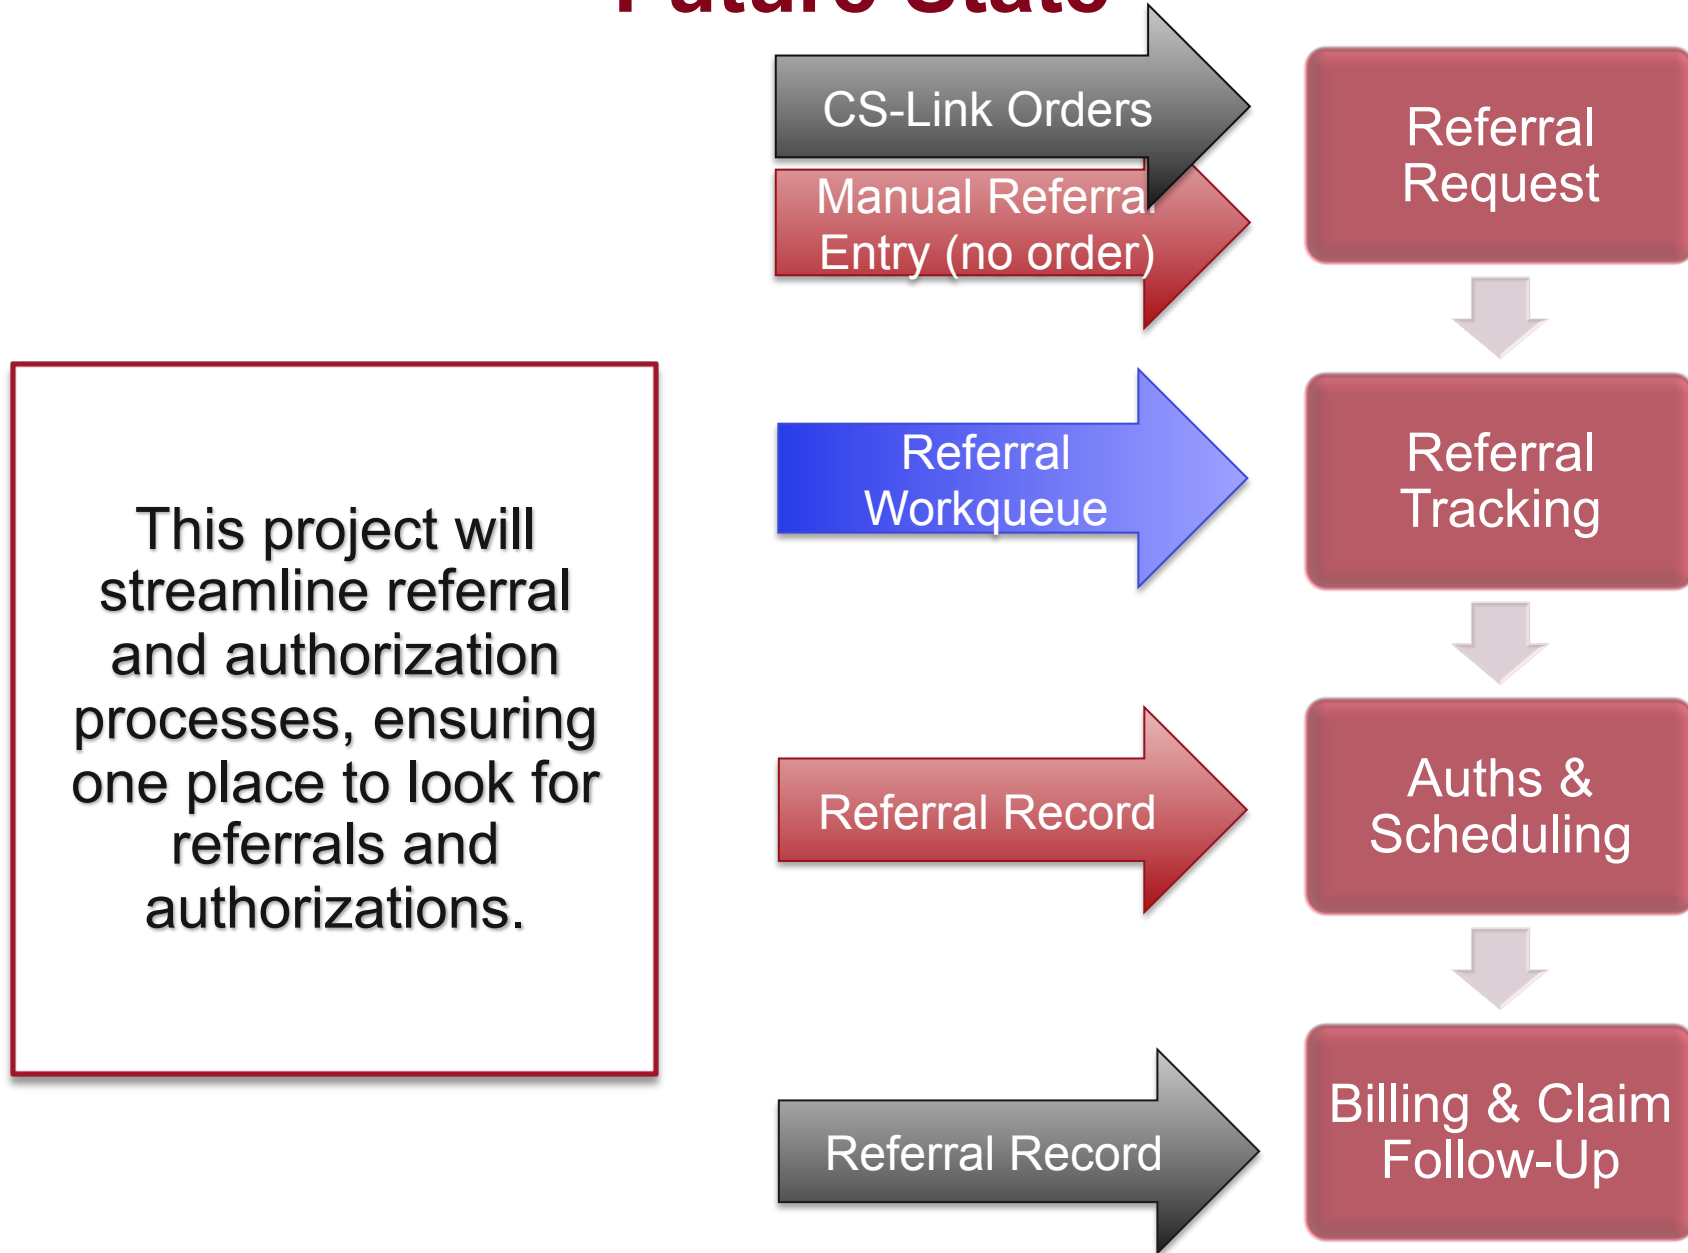 Future State
CS-Link Orders
Manual Referral
Entry (no order)
Referral
Request
Referral
Workqueue
Referral
Tracking
This project will
streamline referral
and authorization
processes, ensuring
one place to look for
referrals and
authorizations.
Referral Record
Auths &
Scheduling
Referral Record
Billing & Claim
Follow-Up